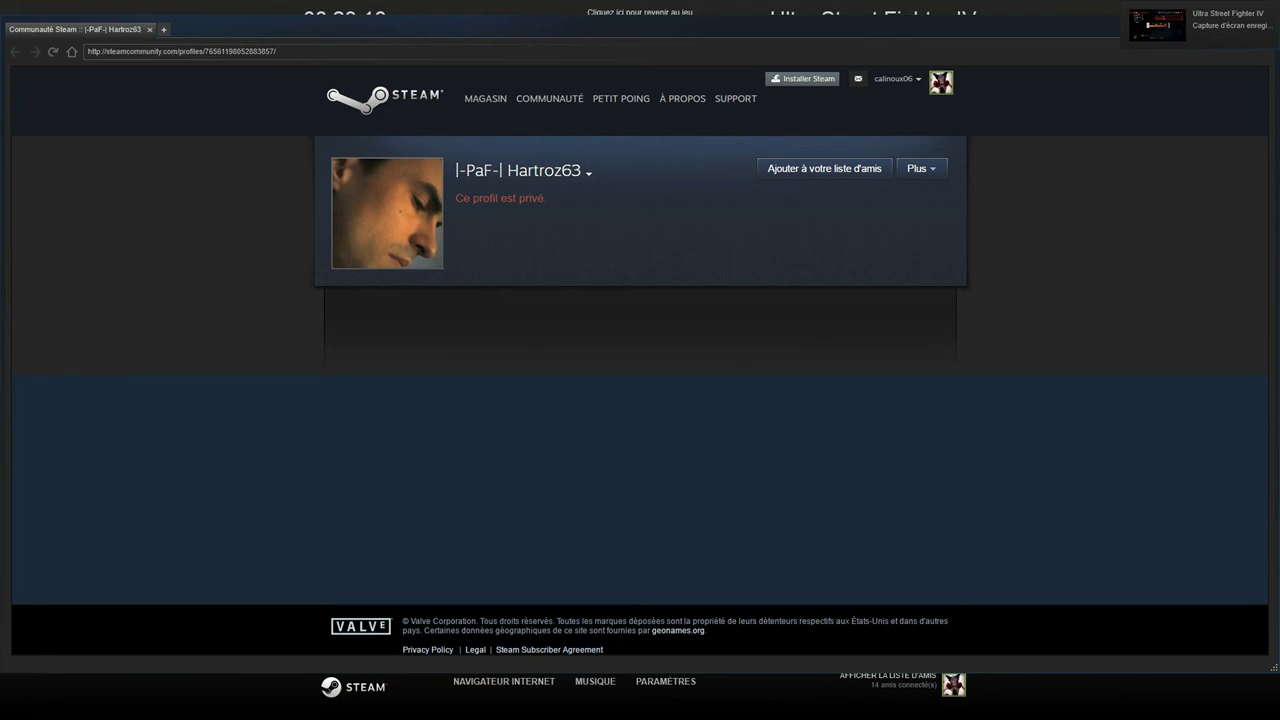 Cliquez ici pour revenir au jeu
Ultra Street Fighter IV
Capture d'écran enregi...
Communauté Steam :: |-PaF-| Hartroz63 × +
http://steamcommunity.com/profiles/76561198052883857/
Installer Steam
calinoux06
STEAM
MAGASIN COMMUNAUTÉ PETIT POING À PROPOS SUPPORT
|-PaF-| Hartroz63
Ajouter à votre liste d'amis
Plus
Ce profil est privé.
VALVE
© Valve Corporation. Tous droits réservés. Toutes les marques déposées sont la propriété de leurs détenteurs respectifs aux États-Unis et dans d'autres
pays. Certaines données géographiques de ce site sont fournies par geonames.org.
Privacy Policy | Legal | Steam Subscriber Agreement
STEAM
NAVIGATEUR INTERNET MUSIQUE PARAMÈTRES
AFFICHER LA LISTE D'AMIS
14 amis connecté(s)